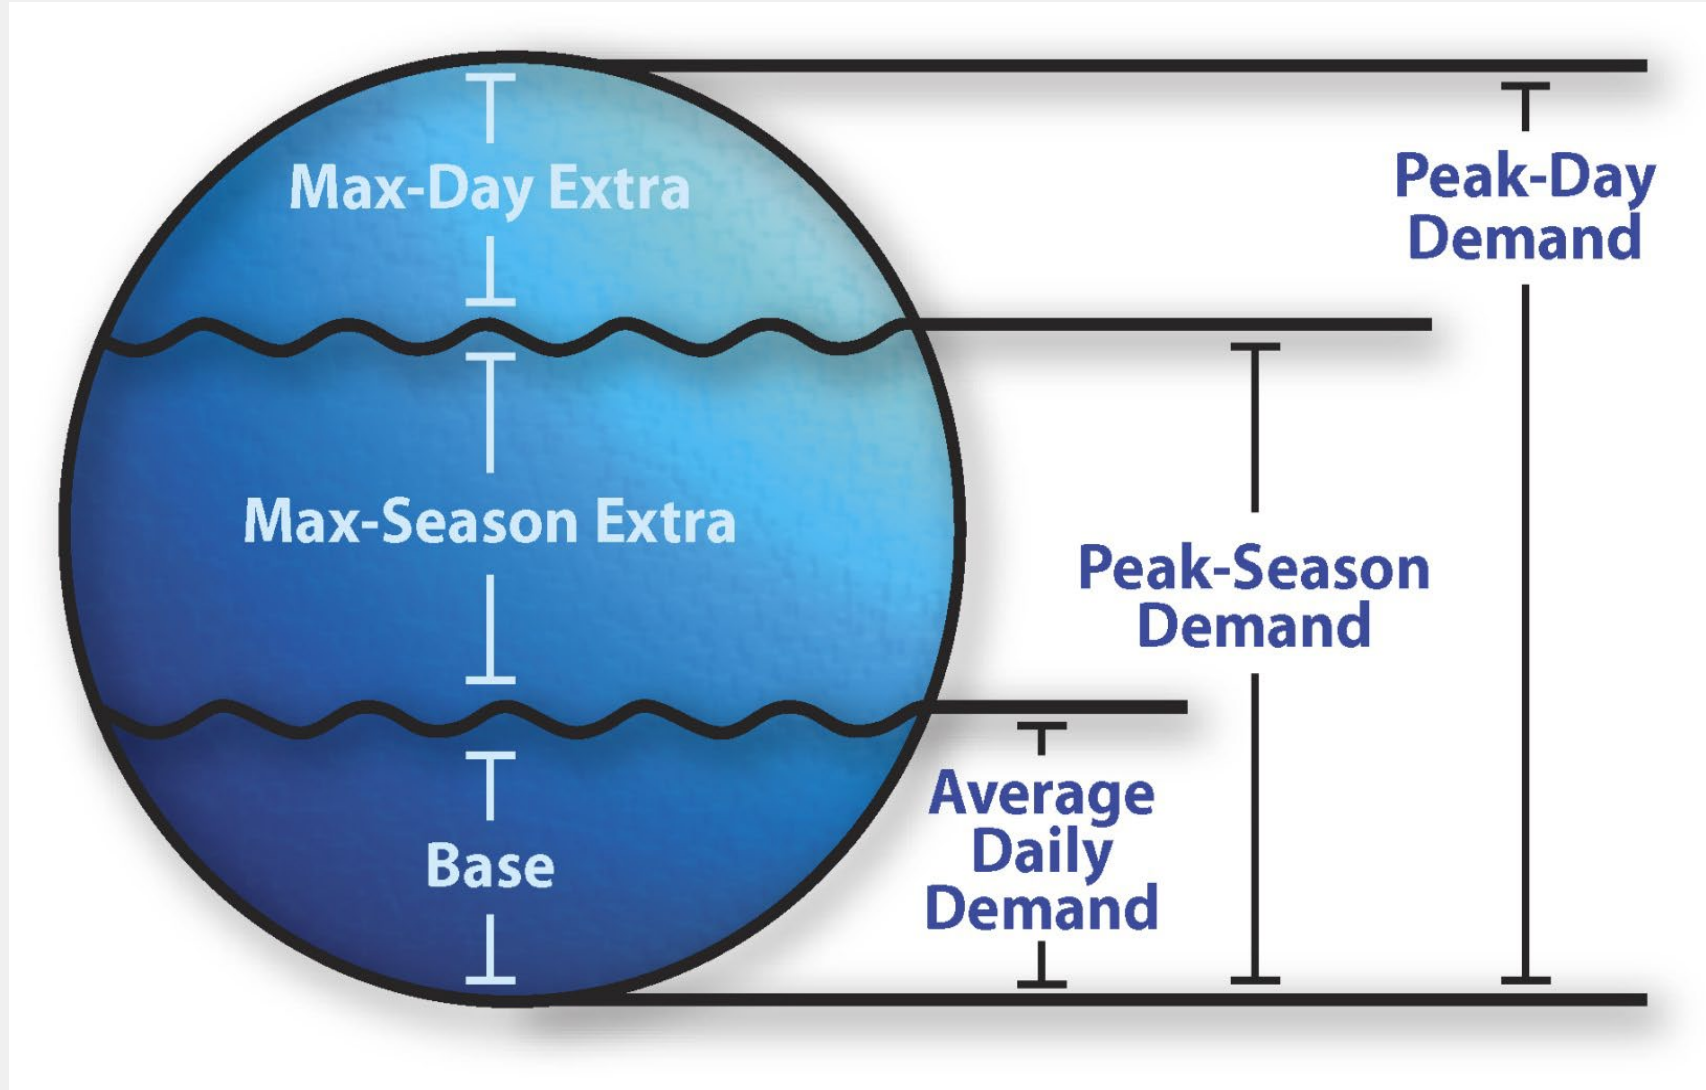 Max-Day Extra
Peak-Day
Demand
Max-Season Extra
Peak-Season
Demand
Average
Daily
Demand
Base